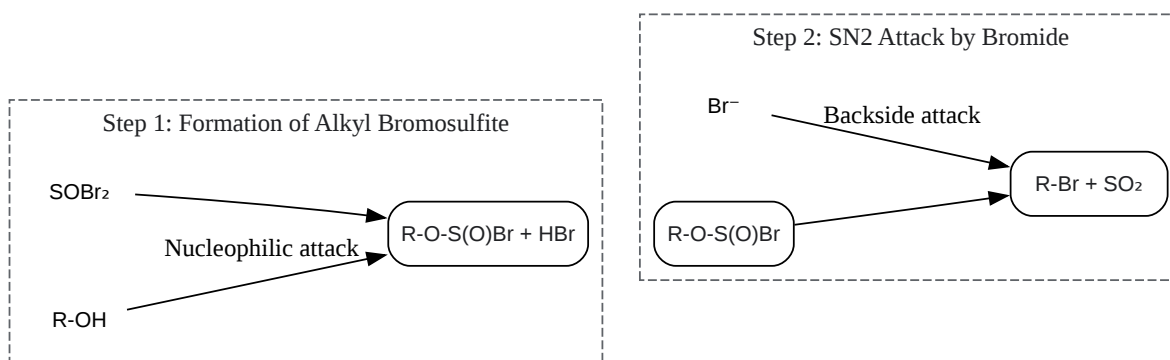 Step 1: Formation of Alkyl Bromosulfite
SOBr₂
Nucleophilic attack
R-OH
R-O-S(O)Br + HBr
Step 2: SN2 Attack by Bromide
Br⁻
Backside attack
R-O-S(O)Br
R-Br + SO₂